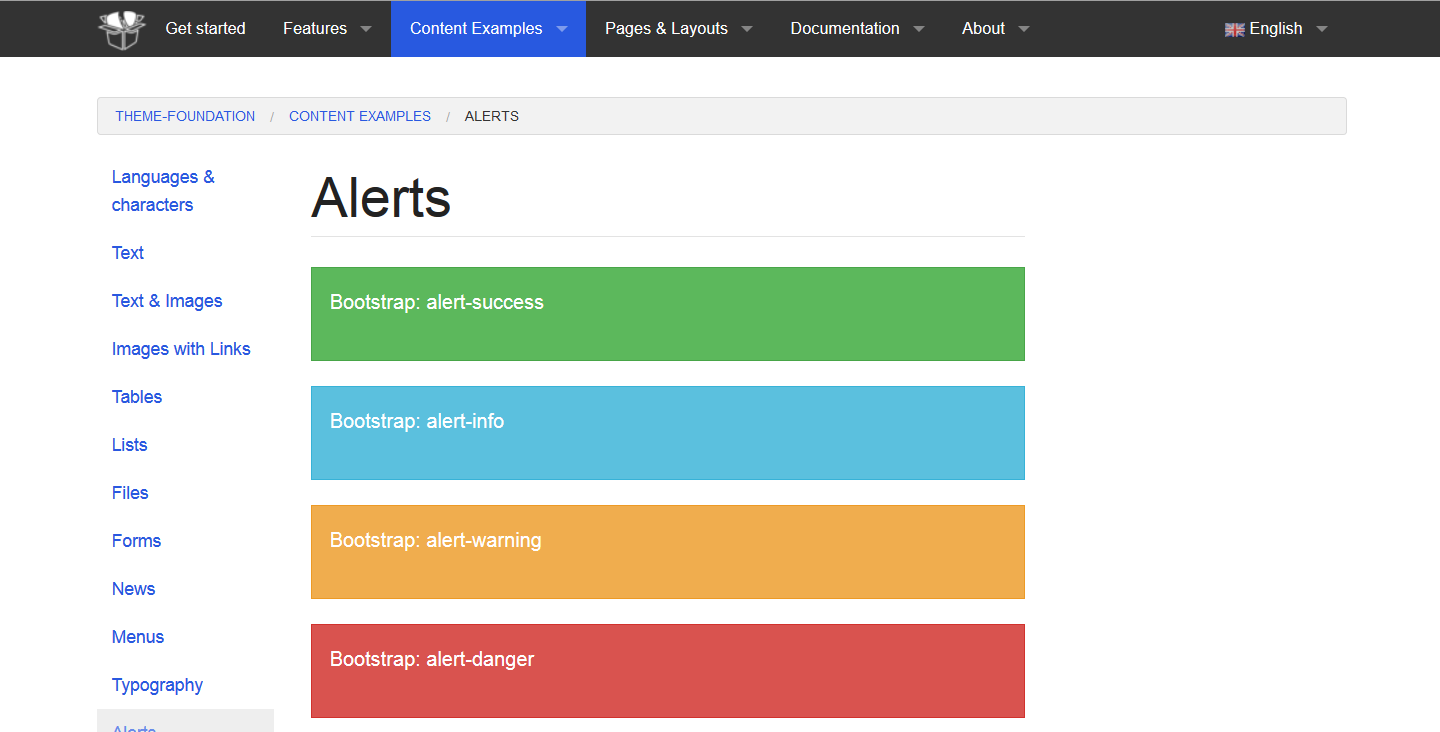 Get started
Features
Content Examples
Pages & Layouts
Documentation
About
English
THEME-FOUNDATION / CONTENT EXAMPLES / ALERTS
Languages &
characters
Text
Text & Images
Images with Links
Tables
Lists
Files
Forms
News
Menus
Typography
Alerts
Alerts
Bootstrap: alert-success
Bootstrap: alert-info
Bootstrap: alert-warning
Bootstrap: alert-danger